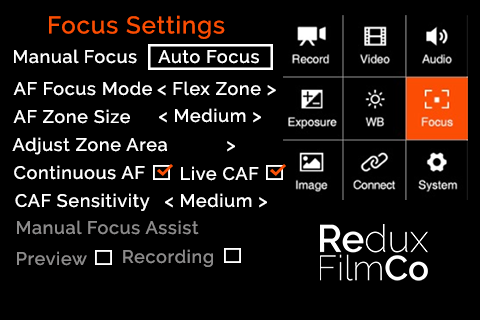 Focus Settings
Manual Focus Auto Focus
AF Focus Mode < Flex Zone >
AF Zone Size < Medium >
Adjust Zone Area >
Continuous AF Live CAF
CAF Sensitivity < Medium >
Manual Focus Assist
Preview Recording
Record Video Audio
Exposure WB Focus
Image Connect System
Redux
FilmCo